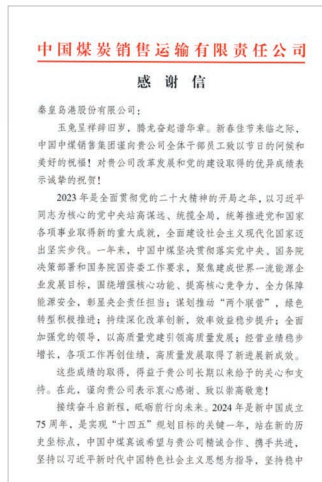 中国煤炭销售运输有限责任公司
感谢信
秦皇岛港股份有限公司：
玉兔呈祥辞旧岁，腾龙奋起谱华章。新春佳节来临之际，
中国中煤销售集团谨向贵公司全体干部员工致以节日的问候和
美好的祝福！对贵公司改革发展和党的建设取得的优异成绩表
示诚挚的祝贺！
2023年是全面贯彻党的二十大精神的开局之年，以习近平
同志为核心的党中央站高谋远、统揽全局，统筹推进党和国家
各项事业取得新的重大成就，全面建设社会主义现代化国家迈
出坚实步伐。一年来，中国中煤坚决贯彻落实党中央、国务院
决策部署和国务院国资委工作要求，聚焦建成世界一流能源企
业发展目标，围绕增强核心功能、提高核心竞争力，全力保障
能源安全，彰显央企责任担当；谋划推动“两个联营”，绿色
转型积极推进；持续深化改革创新，效率效益稳步提升；全面
加强党的领导，以高质量党建引领高质量发展；经营业绩稳步
增长，各项工作再创佳绩，高质量发展取得了新进展新成效。
这些成绩的取得，得益于贵公司长期以来给予的关心和支
持。在此，谨向贵公司表示衷心感谢、致以崇高敬意！
接续奋斗启新程，砥砺前行向未来。2024年是新中国成立
75周年，是实现“十四五”规划目标的关键一年，站在新的历
史坐标点，中国中煤真诚希望与贵公司精诚合作、携手共进，
坚持以习近平新时代中国特色社会主义思想为指导，坚持稳中